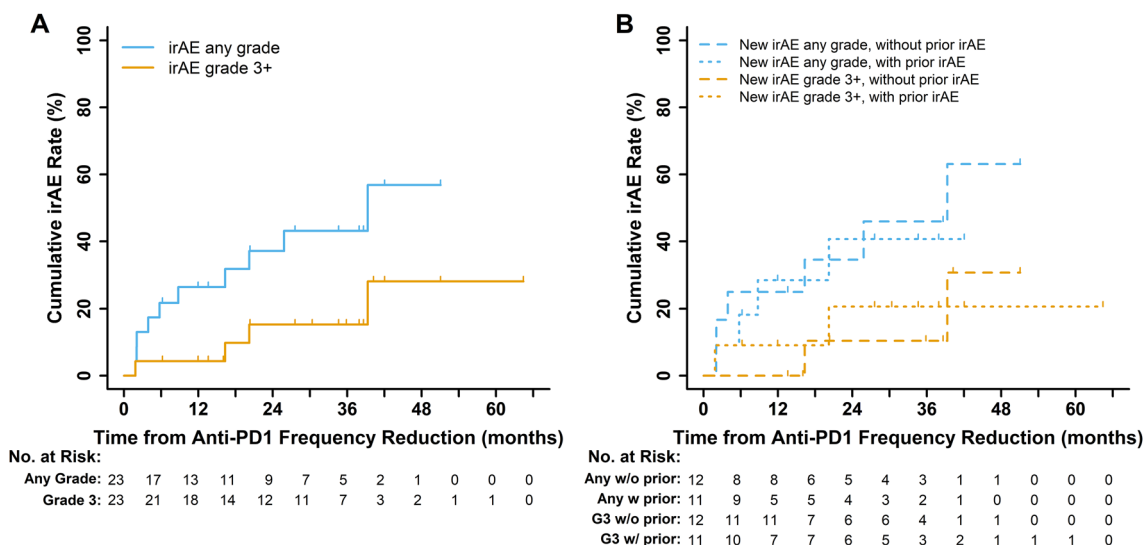 A
irAE any grade
irAE grade 3+
Cumulative irAE Rate (%)
100
80
60
40
20
0
0 12 24 36 48 60
Time from Anti-PD1 Frequency Reduction (months)
No. at Risk:
Any Grade: 23 17 13 11 9 7 5 2 1 0 0 0
Grade 3: 23 21 18 14 12 11 7 3 2 1 1 0
B
New irAE any grade, without prior irAE
New irAE any grade, with prior irAE
New irAE grade 3+, without prior irAE
New irAE grade 3+, with prior irAE
Cumulative irAE Rate (%)
100
80
60
40
20
0
0 12 24 36 48 60
Time from Anti-PD1 Frequency Reduction (months)
No. at Risk:
Any w/o prior: 12 8 8 6 5 4 3 1 1 0 0 0
Any w prior: 11 9 5 5 4 3 2 1 0 0 0 0
G3 w/o prior: 12 11 11 7 6 6 4 1 1 0 0 0
G3 w/ prior: 11 10 7 7 6 5 3 2 1 1 1 0